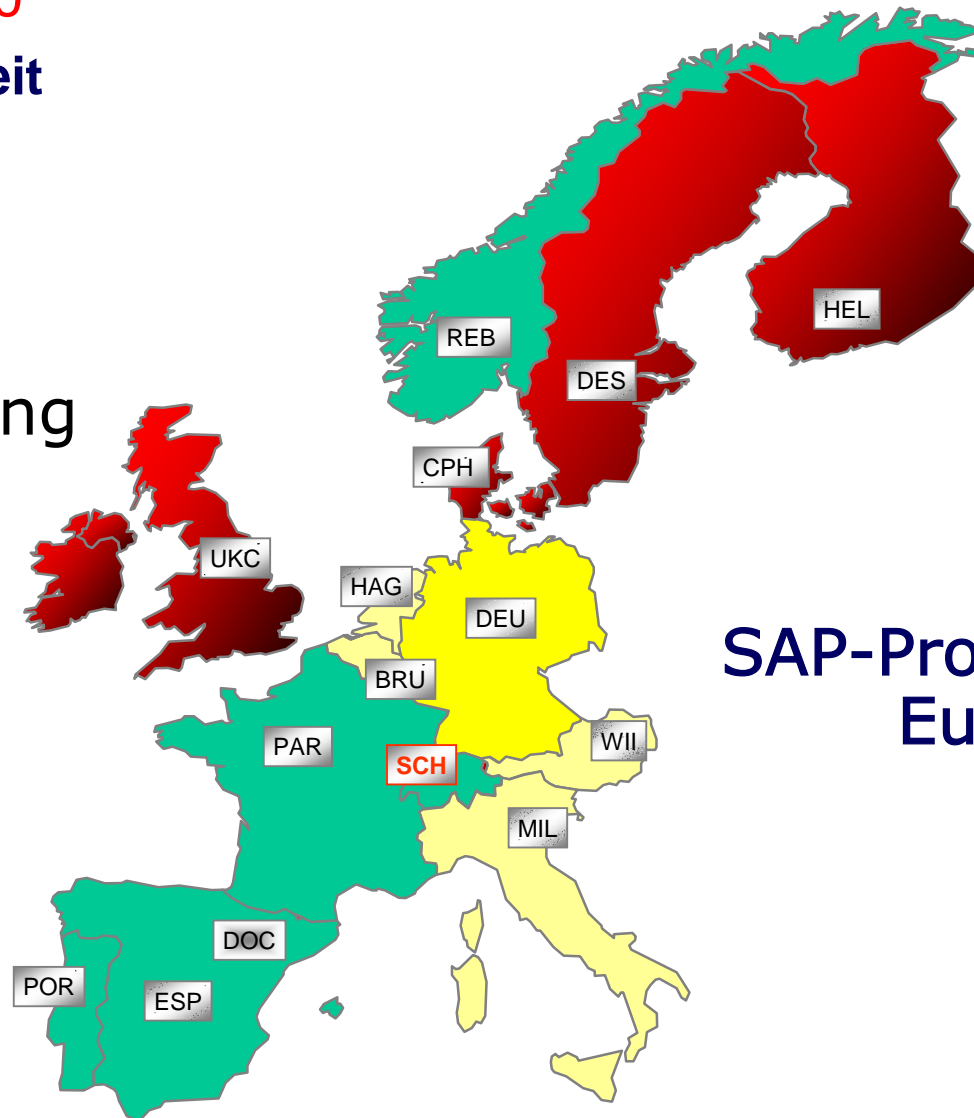 eit
REB
HEL
DES
ng
CPH
UKC
HAG
DEU
BRU
SAP-Pro
Eu
PAR
WII
SCH
MIL
DOC
POR
ESP